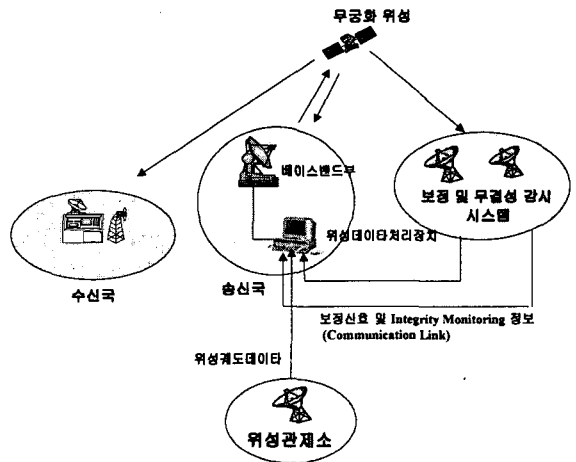 무궁화 위성
베이스밴드부
보정 및 무결성 감시
시스템
위성데이타처리장치
수신국
송신국
보정신호 및 Integrity Monitoring 정보
(Communication Link)
위성궤도데이타
위성관제소